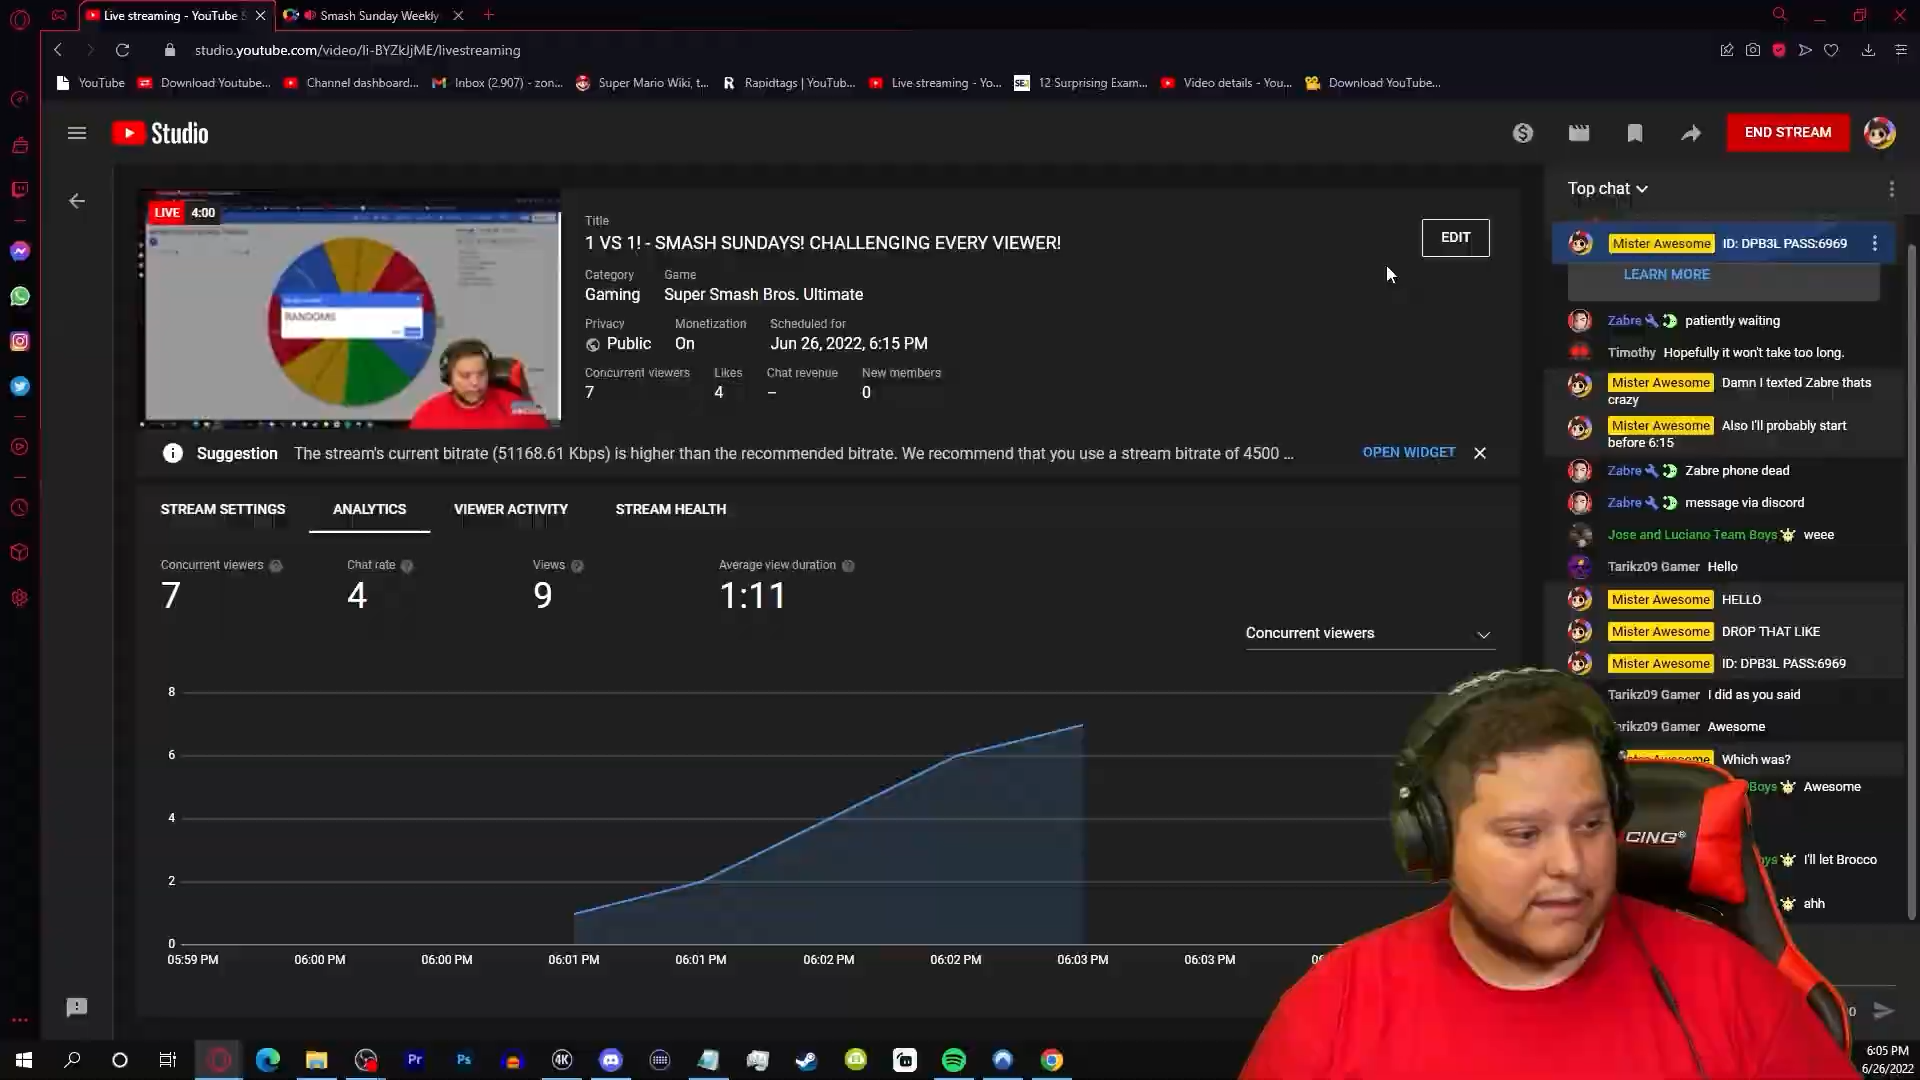 Live streaming - YouTube S
Smash Sunday Weekly
studio.youtube.com/video/Ii-BYZkJjME/livestreaming
YouTube
Download Youtube...
Channel dashboard...
Inbox (2,907) - zon...
Super Mario Wiki, t...
R
Rapidtags | YouTub...
Live streaming - Yo...
SEJ
12 Surprising Exam...
Video details - You...
Download YouTube...
Studio
END STREAM
LIVE 4:00
RANDOMS
Title
1 VS 1! - SMASH SUNDAYS! CHALLENGING EVERY VIEWER!
EDIT
Category
Game
Gaming
Super Smash Bros. Ultimate
Privacy
Monetization
Scheduled for
Public
On
Jun 26, 2022, 6:15 PM
Concurrent viewers
Likes
Chat revenue
New members
7
4
–
0
Suggestion
The stream's current bitrate (51168.61 Kbps) is higher than the recommended bitrate. We recommend that you use a stream bitrate of 4500 ...
OPEN WIDGET
STREAM SETTINGS
ANALYTICS
VIEWER ACTIVITY
STREAM HEALTH
Concurrent viewers
Chat rate
Views
Average view duration
7
4
9
1:11
Concurrent viewers
8
6
4
2
0
05:59 PM
06:00 PM
06:00 PM
06:01 PM
06:01 PM
06:02 PM
06:02 PM
06:03 PM
06:03 PM
Top chat
Mister Awesome ID: DPB3L PASS:6969
LEARN MORE
Zabre patiently waiting
Timothy Hopefully it won't take too long.
Mister Awesome Damn I texted Zabre thats
crazy
Mister Awesome Also I'll probably start
before 6:15
Zabre Zabre phone dead
Zabre message via discord
Jose and Luciano Team Boys weee
Tarikz09 Gamer Hello
Mister Awesome HELLO
Mister Awesome DROP THAT LIKE
Mister Awesome ID: DPB3L PASS:6969
Tarikz09 Gamer I did as you said
arikz09 Gamer Awesome
Which was?
Boys Awesome
ys I'll let Brocco
ahh
CING®
Pr
Ps
4K
6:05 PM
6/26/2022